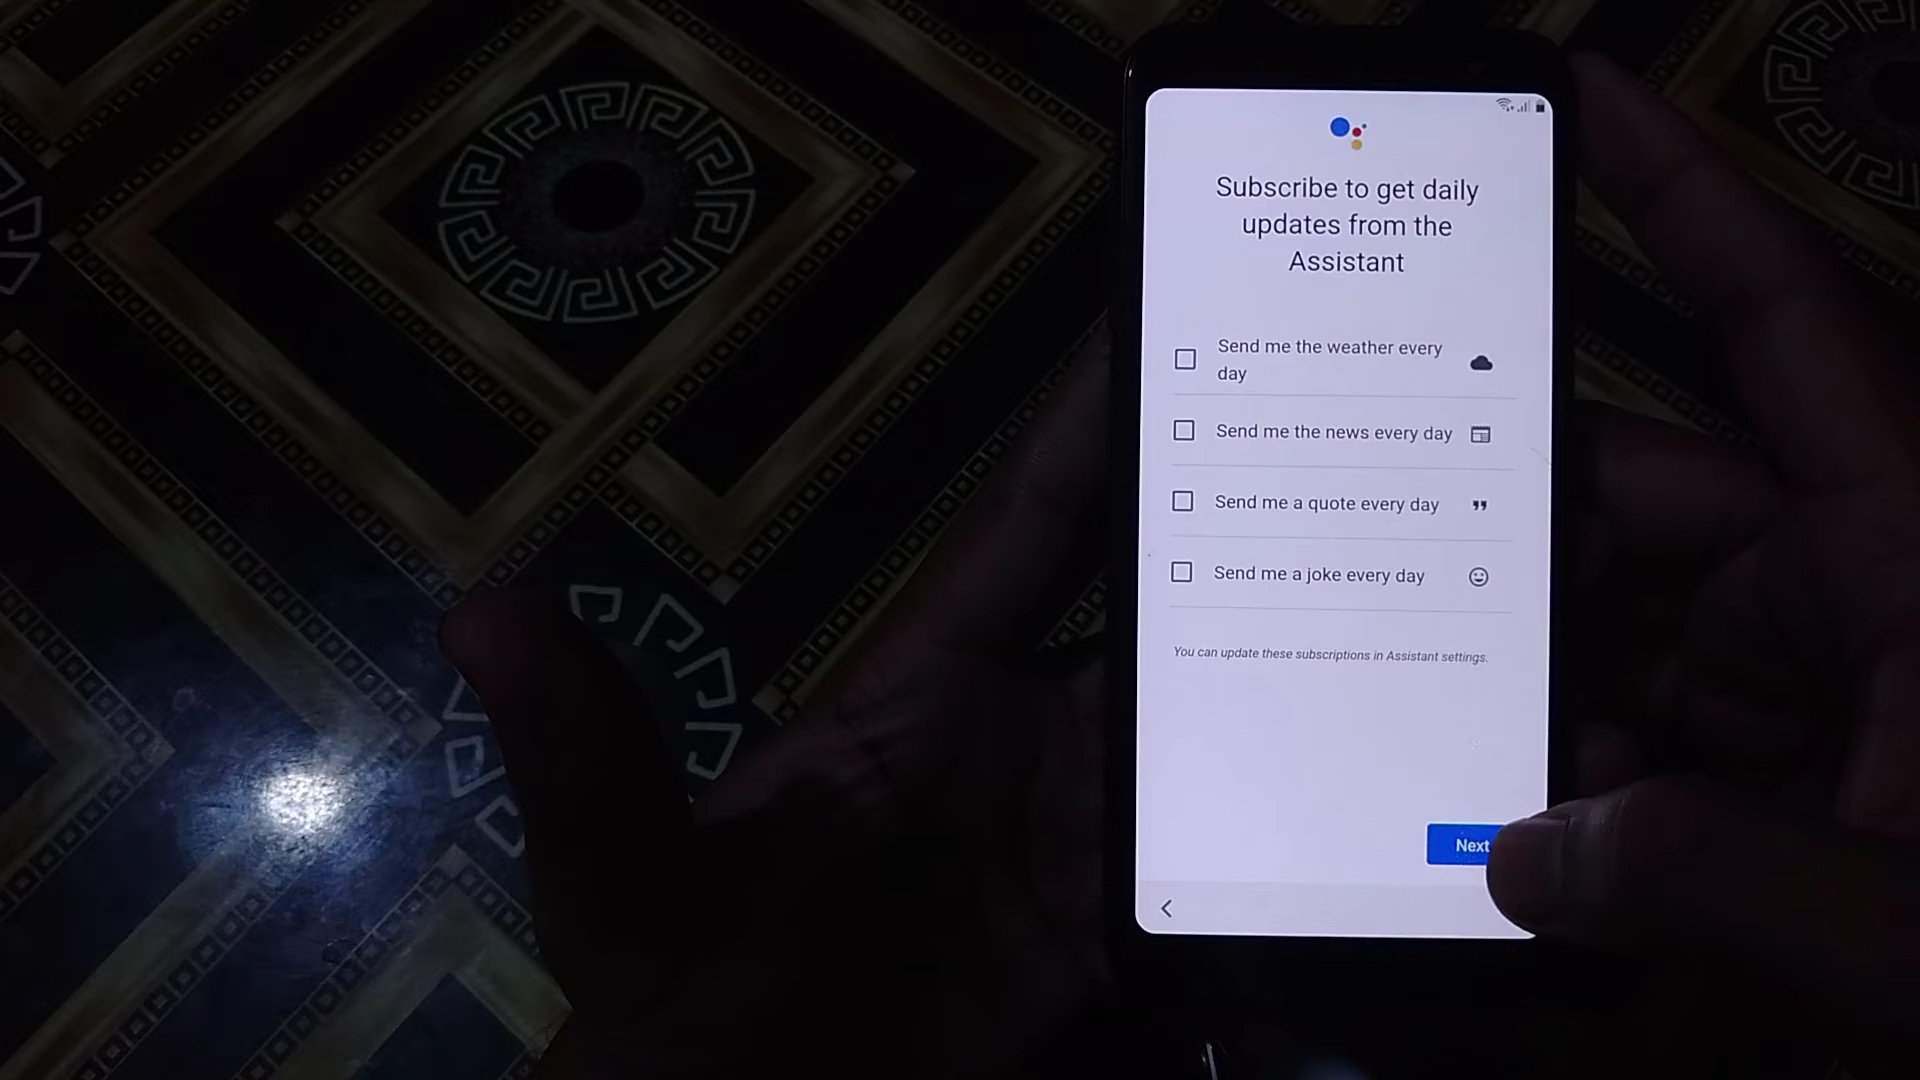 Subscribe to get daily
updates from the
Assistant
Send me the weather every
day
Send me the news every day
Send me a quote every day
Send me a joke every day
You can update these subscriptions in Assistant settings.
Next